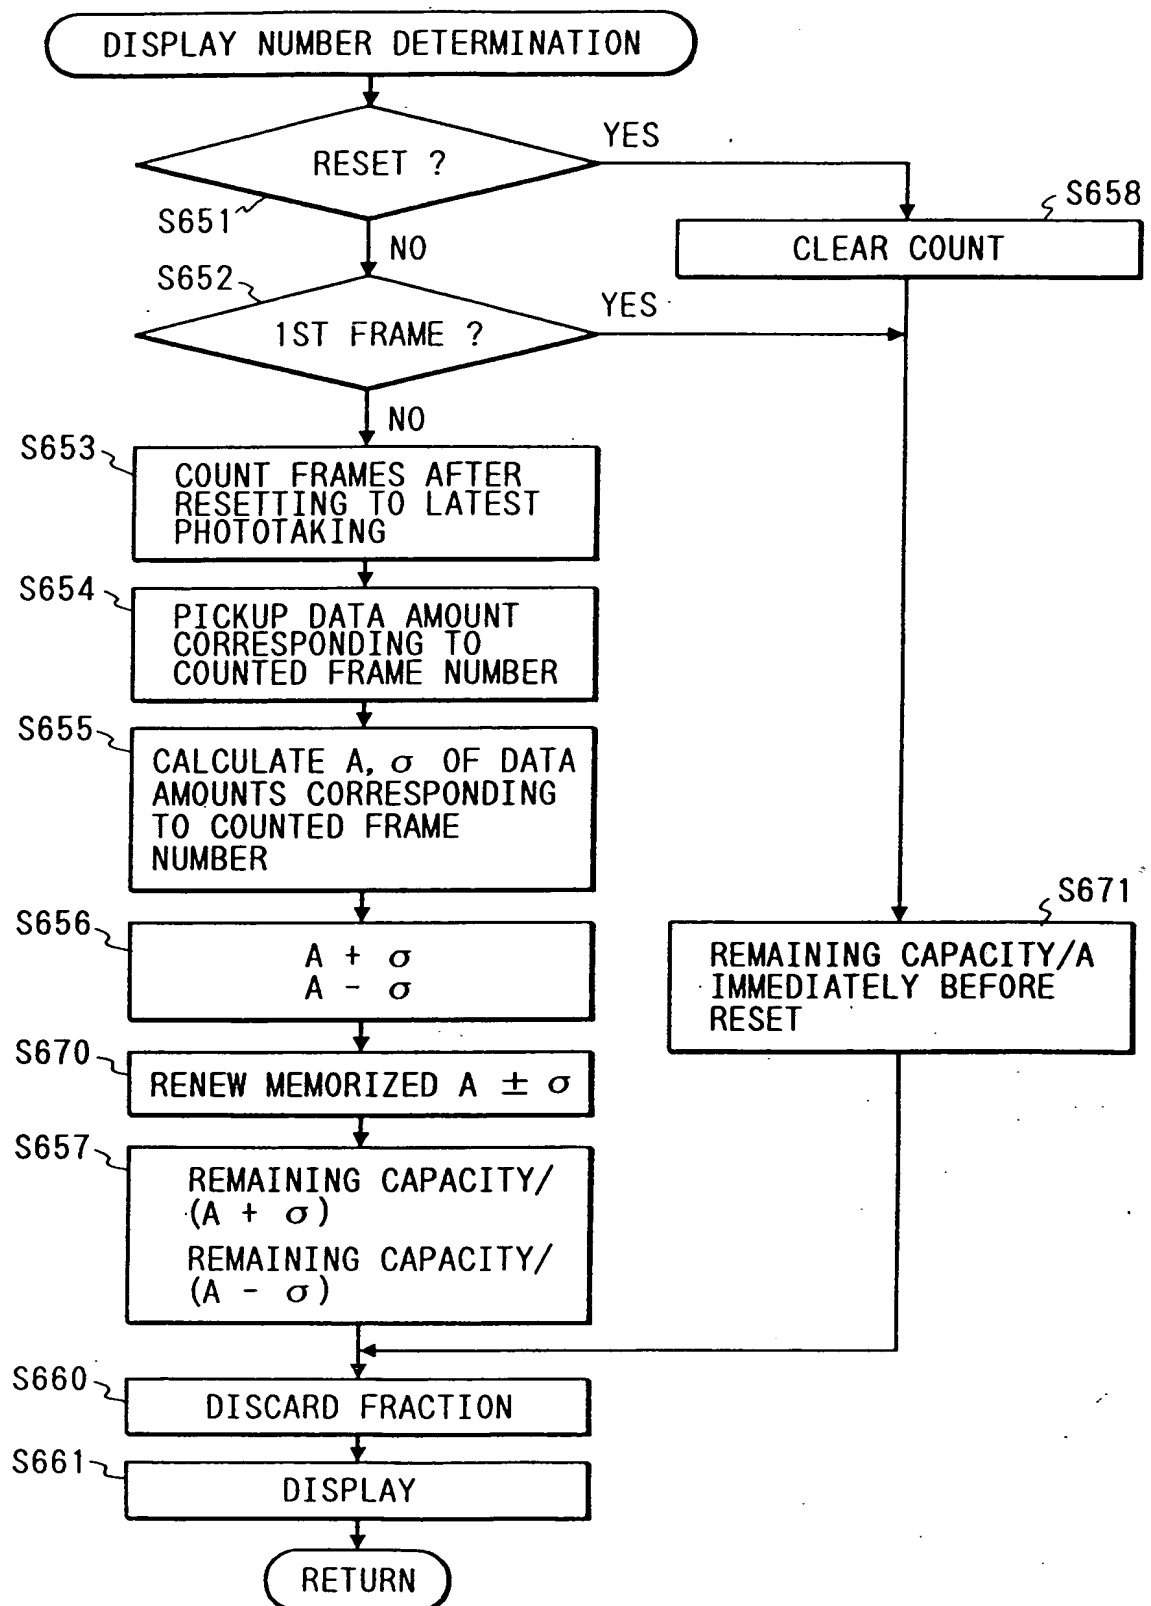 DISPLAY NUMBER DETERMINATION
RESET ?
YES
S651
NO
S658
CLEAR COUNT
S652
1ST FRAME ?
YES
NO
S653
COUNT FRAMES AFTER
RESETTING TO LATEST
PHOTOTAKING
S654
PICKUP DATA AMOUNT
CORRESPONDING TO
COUNTED FRAME NUMBER
S655
CALCULATE A, σ OF DATA
AMOUNTS CORRESPONDING
TO COUNTED FRAME
NUMBER
S656
A + σ
A - σ
S671
REMAINING CAPACITY/A
IMMEDIATELY BEFORE
RESET
S670
RENEW MEMORIZED A ± σ
S657
REMAINING CAPACITY/
(A + σ)
REMAINING CAPACITY/
(A - σ)
S660
DISCARD FRACTION
S661
DISPLAY
RETURN